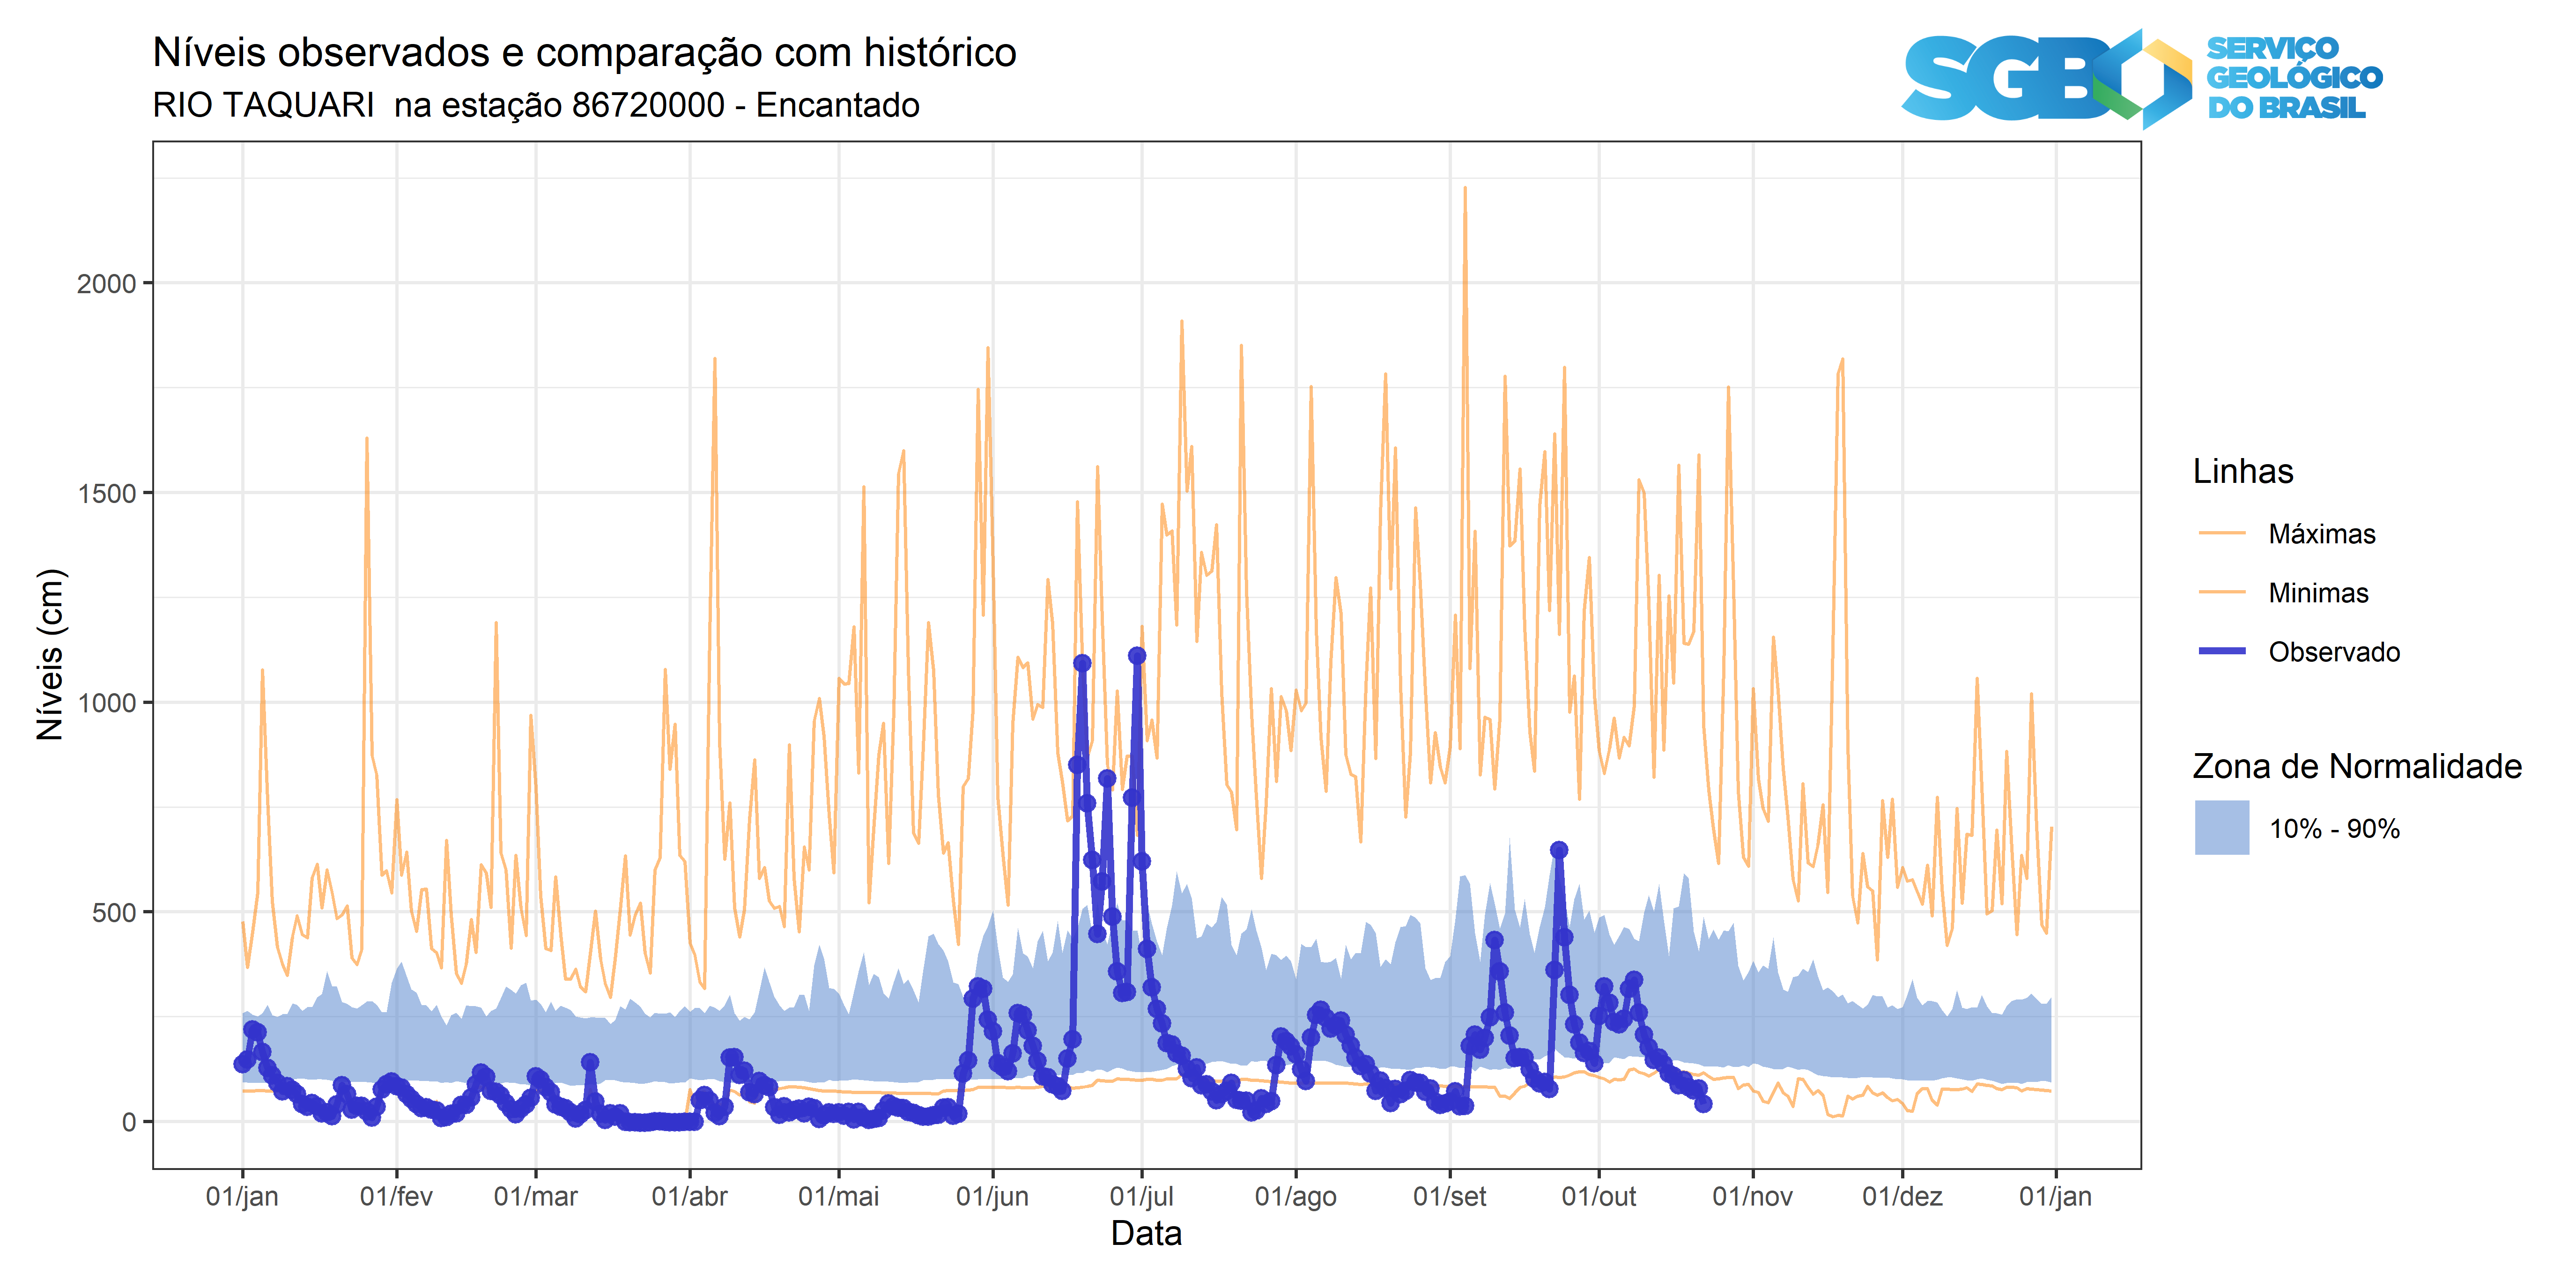 Níveis observados e comparação com histórico
RIO TAQUARI  na estação 86720000 - Encantado
SGB
SERVIÇO
GEOLÓGICO
DO BRASIL
Níveis (cm)
2000
1500
1000
500
0
01/jan
01/fev
01/mar
01/abr
01/mai
01/jun
01/jul
01/ago
01/set
01/out
01/nov
01/dez
01/jan
Data
Linhas
Máximas
Minimas
Observado
Zona de Normalidade
10% - 90%